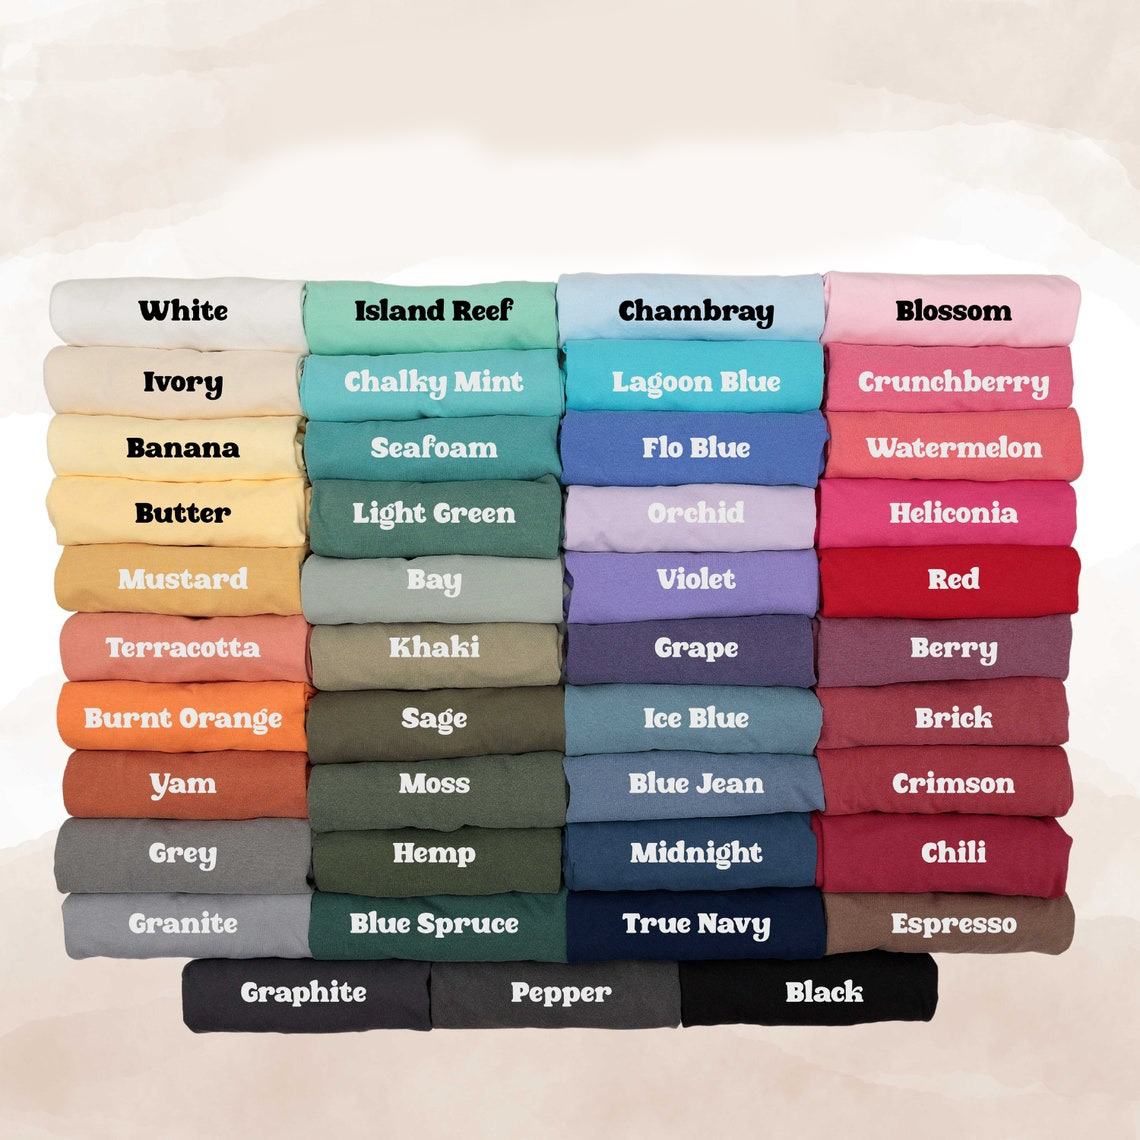 White
Island Reef
Chambray
Blossom
Ivory
Chalky Mint
Lagoon Blue
Crunchberry
Banana
Seafoam
Flo Blue
Watermelon
Butter
Light Green
Orchid
Heliconia
Mustard
Bay
Violet
Red
Terracotta
Khaki
Grape
Berry
Burnt Orange
Sage
Ice Blue
Brick
Yam
Moss
Blue Jean
Crimson
Grey
Hemp
Midnight
Chili
Granite
Blue Spruce
True Navy
Espresso
Graphite
Pepper
Black